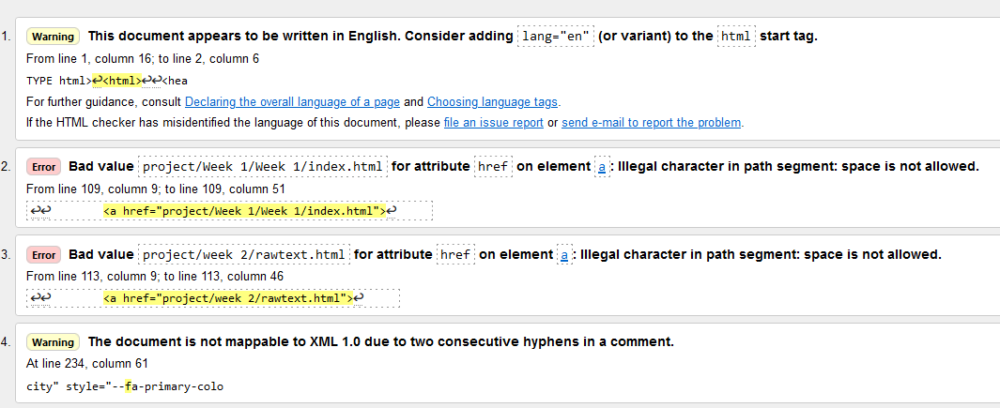 1. Warning This document appears to be written in English. Consider adding lang="en" (or variant) to the html start tag.
From line 1, column 16; to line 2, column 6
TYPE html>↩<html>↩↩<hea
For further guidance, consult Declaring the overall language of a page and Choosing language tags.
If the HTML checker has misidentified the language of this document, please file an issue report or send e-mail to report the problem.
2. Error Bad value project/Week 1/Week 1/index.html for attribute href on element a: Illegal character in path segment: space is not allowed.
From line 109, column 9; to line 109, column 51
↩↩ <a href="project/Week 1/Week 1/index.html">↩
3. Error Bad value project/week 2/rawtext.html for attribute href on element a: Illegal character in path segment: space is not allowed.
From line 113, column 9; to line 113, column 46
↩↩ <a href="project/week 2/rawtext.html">↩
4. Warning The document is not mappable to XML 1.0 due to two consecutive hyphens in a comment.
At line 234, column 61
city" style="--fa-primary-colo